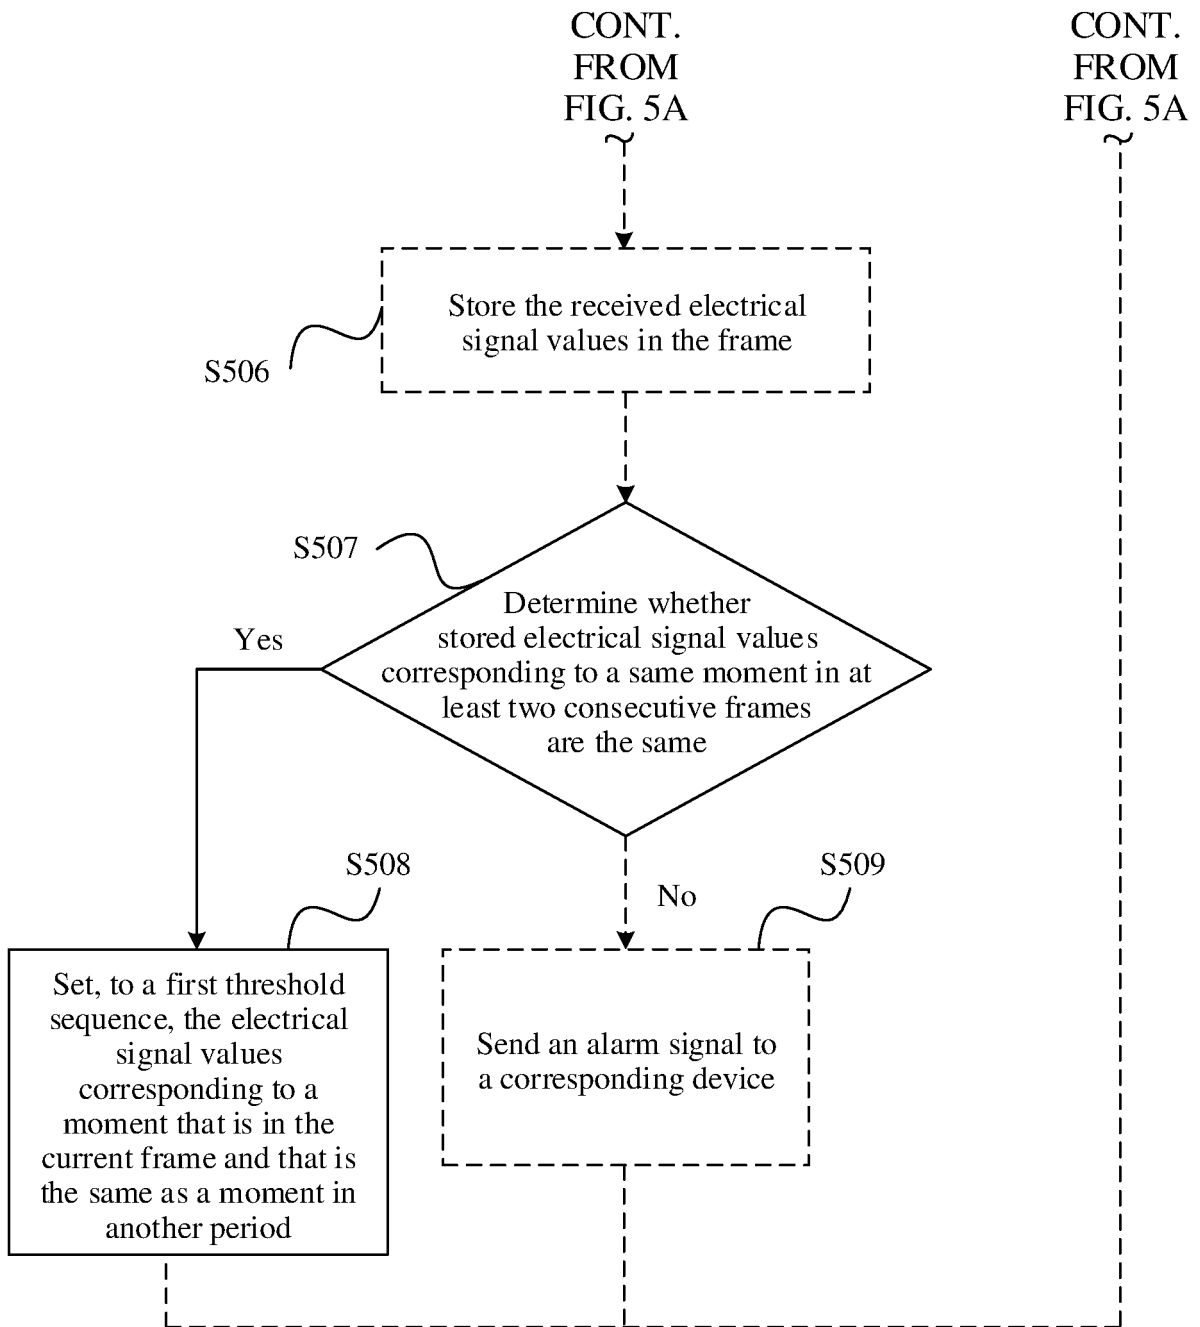 CONT.
FROM
FIG. 5A
CONT.
FROM
FIG. 5A
Store the received electrical
signal values in the frame
S506
S507
Determine whether
stored electrical signal values
corresponding to a same moment in at
least two consecutive frames
are the same
Yes
No
S508
S509
Set, to a first threshold
sequence, the electrical
signal values
corresponding to a
moment that is in the
current frame and that is
the same as a moment in
another period
Send an alarm signal to
a corresponding device